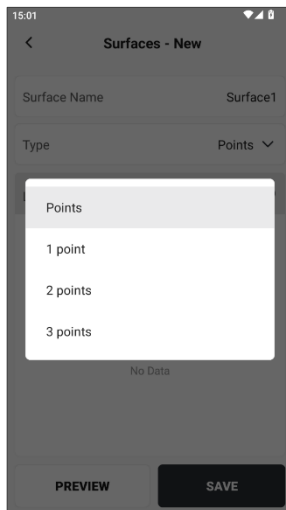 15:01
Surfaces - New
Surface Name Surface1
Type Points
Points
1 point
2 points
3 points
No Data
PREVIEW SAVE